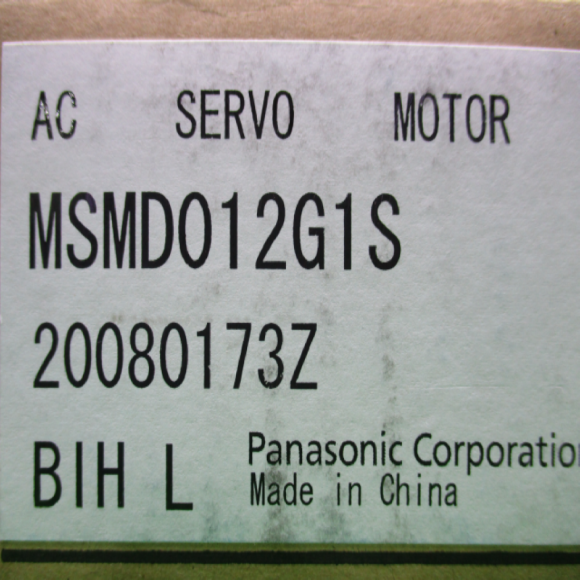 AC SERVO MOTOR
MSMD012G1S
20080173Z
BIH L
Panasonic Corporation
Made in China